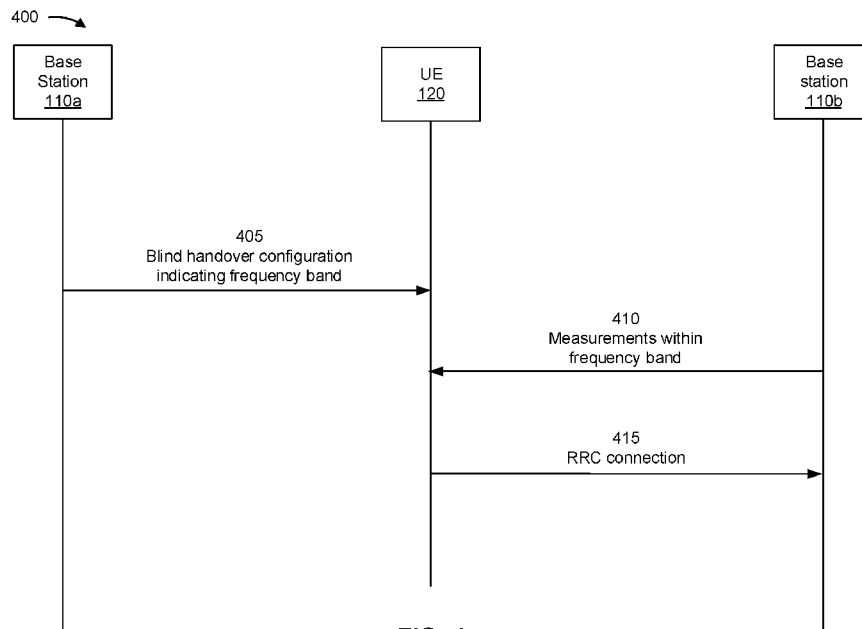 400
Base
Station
110a
UE
120
Base
station
110b
405
Blind handover configuration
indicating frequency band
410
Measurements within
frequency band
415
RRC connection